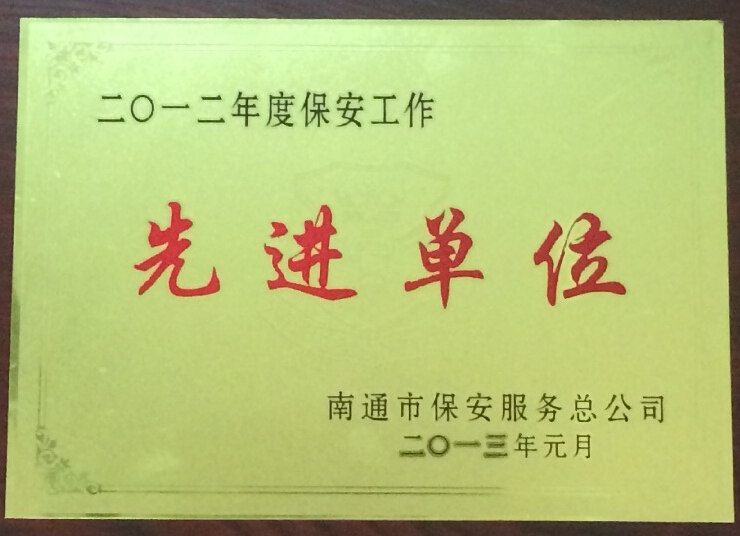 二〇一二年度保安工作
先进单位
南通市保安服务总公司
二〇一三年元月